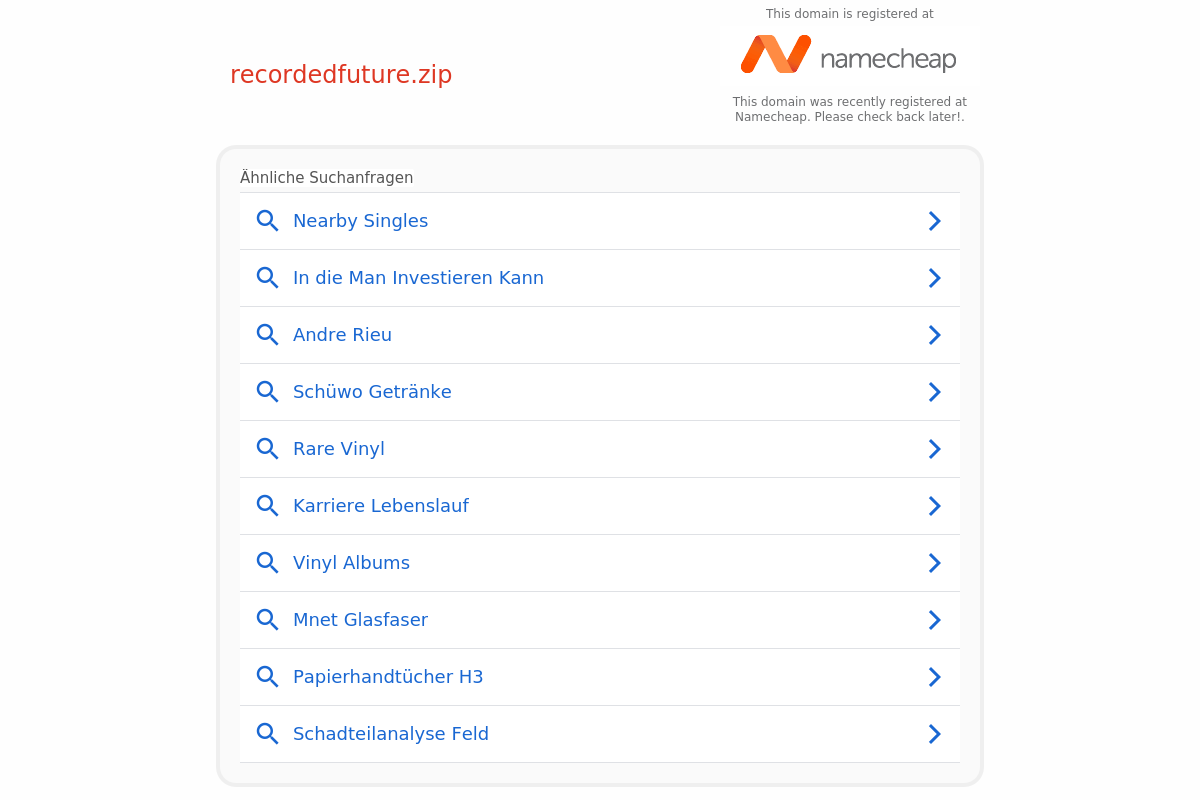 This domain is registered at
namecheap
recordedfuture.zip
This domain was recently registered at
Namecheap. Please check back later!.
Ähnliche Suchanfragen
Nearby Singles
In die Man Investieren Kann
Andre Rieu
Schüwo Getränke
Rare Vinyl
Karriere Lebenslauf
Vinyl Albums
Mnet Glasfaser
Papierhandtücher H3
Schadteilanalyse Feld